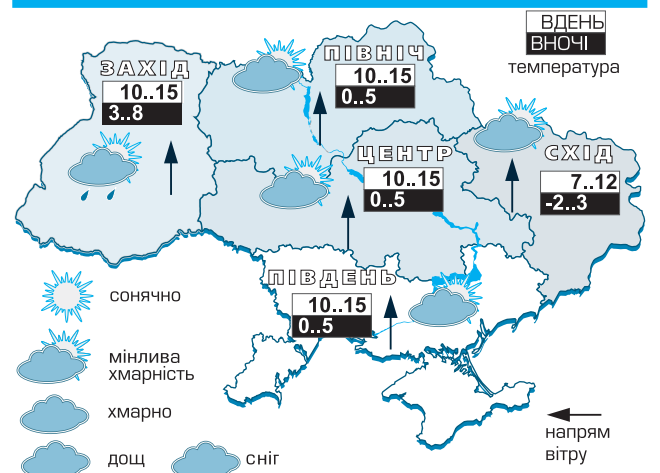 ВДЕНЬ
ВНОЧІ
температура
ЗАХІД
10..15
3..8
ПІВНІЧ
10..15
0..5
ЦЕНТР
10..15
0..5
СХІД
7..12
-2..3
ПІВДЕНЬ
10..15
0..5
сонячно
мінлива
хмарність
хмарно
дощ
сніг
напрям
вітру